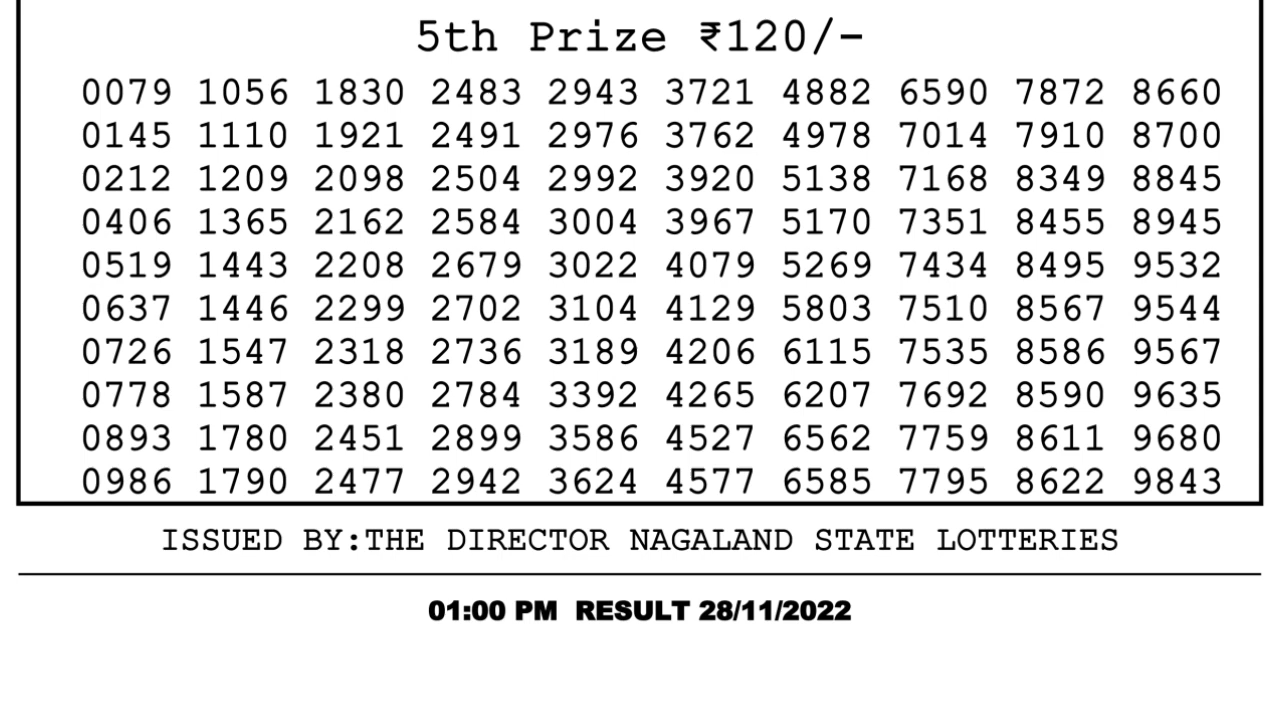 5th Prize ₹120/-
0079 1056 1830 2483 2943 3721 4882 6590 7872 8660
0145 1110 1921 2491 2976 3762 4978 7014 7910 8700
0212 1209 2098 2504 2992 3920 5138 7168 8349 8845
0406 1365 2162 2584 3004 3967 5170 7351 8455 8945
0519 1443 2208 2679 3022 4079 5269 7434 8495 9532
0637 1446 2299 2702 3104 4129 5803 7510 8567 9544
0726 1547 2318 2736 3189 4206 6115 7535 8586 9567
0778 1587 2380 2784 3392 4265 6207 7692 8590 9635
0893 1780 2451 2899 3586 4527 6562 7759 8611 9680
0986 1790 2477 2942 3624 4577 6585 7795 8622 9843
ISSUED BY:THE DIRECTOR NAGALAND STATE LOTTERIES
01:00 PM RESULT 28/11/2022